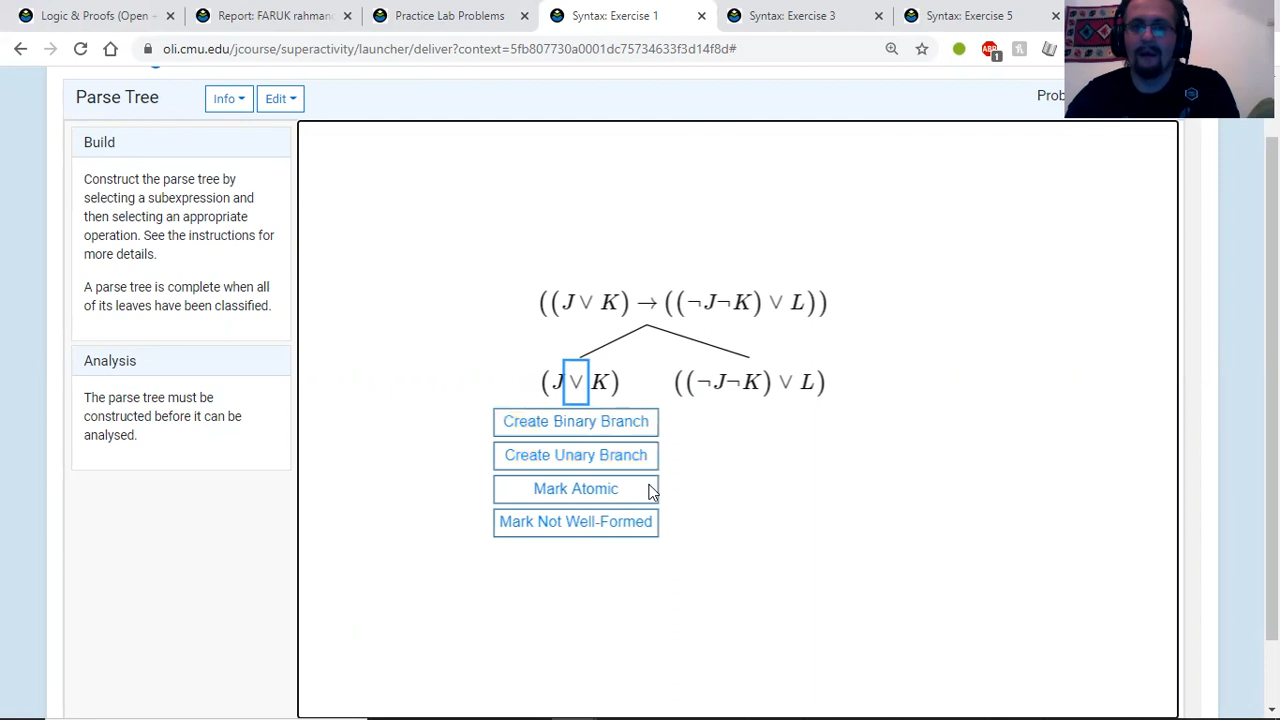 Logic & Proofs (Open +
Report: FARUK rahman
ctice Lab Problems
Syntax: Exercise 1
Syntax: Exe
Syntax: Exercise 5
oli.cmu.edu/jcourse/superactivity/launcher/deliver?context=5fb807730a0001dc75734633f3d14f8d#
ABP
1
Parse Tree
Info
Edit
Prob
Build
Construct the parse tree by
selecting a subexpression and
then selecting an appropriate
operation. See the instructions for
more details.
A parse tree is complete when all
of its leaves have been classified.
Analysis
The parse tree must be
constructed before it can be
analysed.
((J ∨ K) → ((¬J¬K) ∨ L))
(J ∨ K)
((¬J¬K) ∨ L)
Create Binary Branch
Create Unary Branch
Mark Atomic
Mark Not Well-Formed